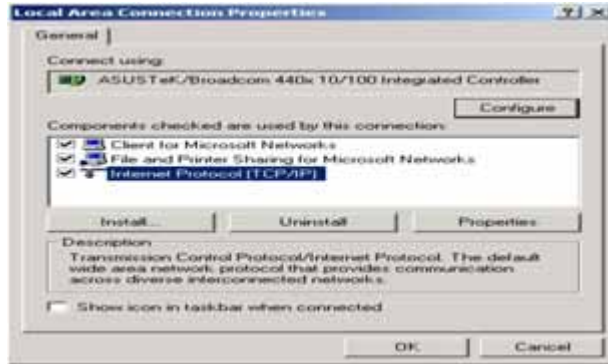 Local Area Connection Properties
General
Connect using:
ASUSTeK/Broadcom 440x 10/100 Integrated Controller
Configure
Components checked are used by this connection:
Client for Microsoft Networks
File and Printer Sharing for Microsoft Networks
Internet Protocol (TCP/IP)
Install...
Uninstall
Properties
Description
Transmission Control Protocol/Internet Protocol. The default
wide area network protocol that provides communication
across diverse interconnected networks.
Show icon in taskbar when connected
OK
Cancel